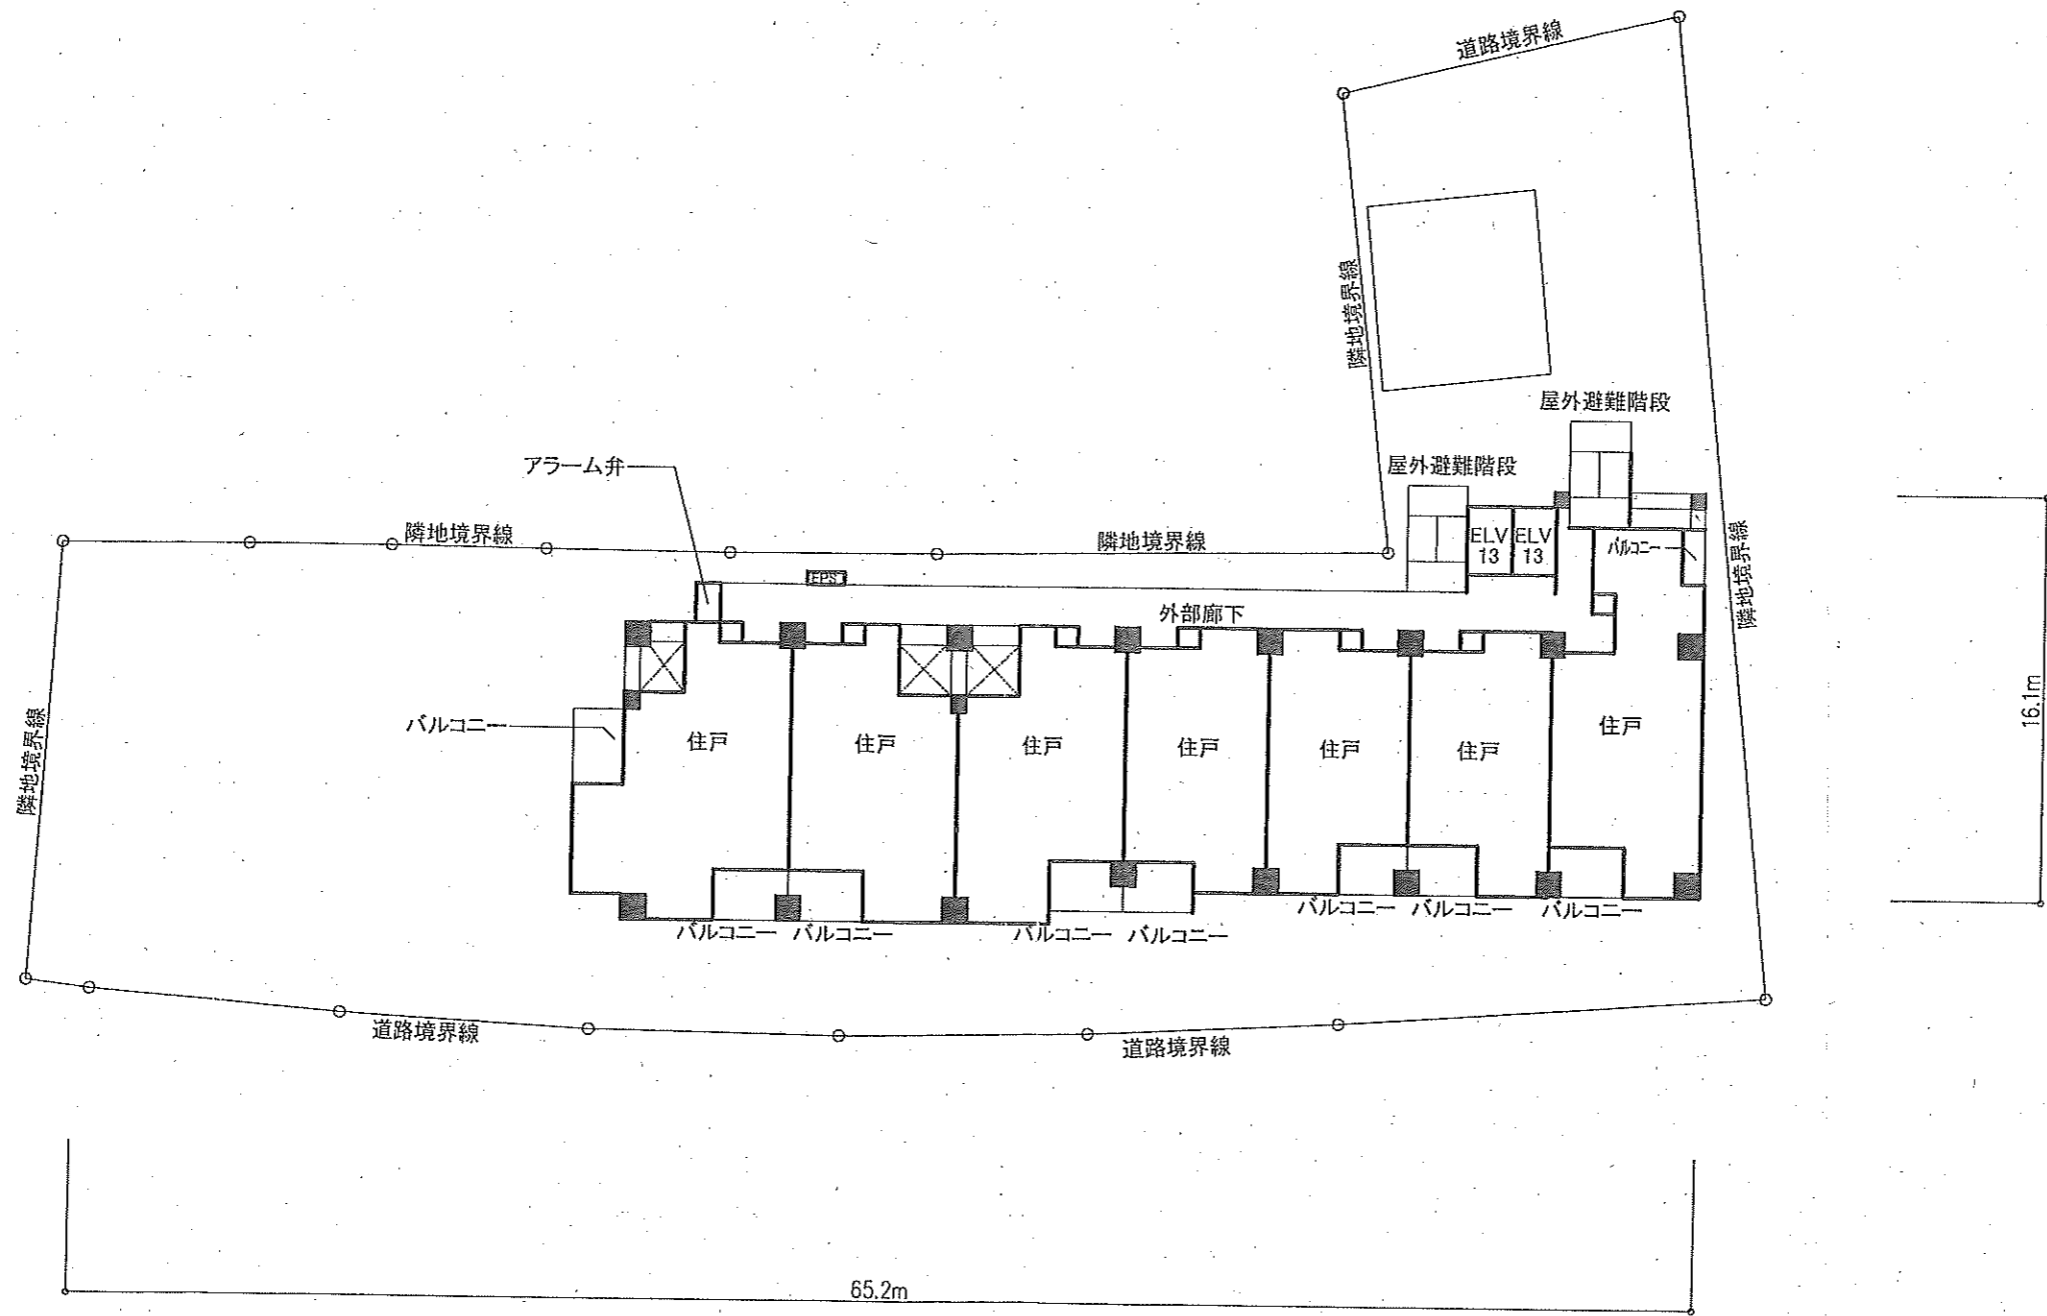 道路境界線
隣地境界線
屋外避難階段
屋外避難階段
アラーム弁
隣地境界線
隣地境界線
EPS
ELV
13
ELV
13
バルコニー
隣地境界線
外部廊下
バルコニー
隣地境界線
住戸
住戸
住戸
住戸
住戸
住戸
住戸
16.1m
バルコニー
バルコニー
バルコニー
バルコニー
バルコニー
バルコニー
バルコニー
道路境界線
道路境界線
65.2m